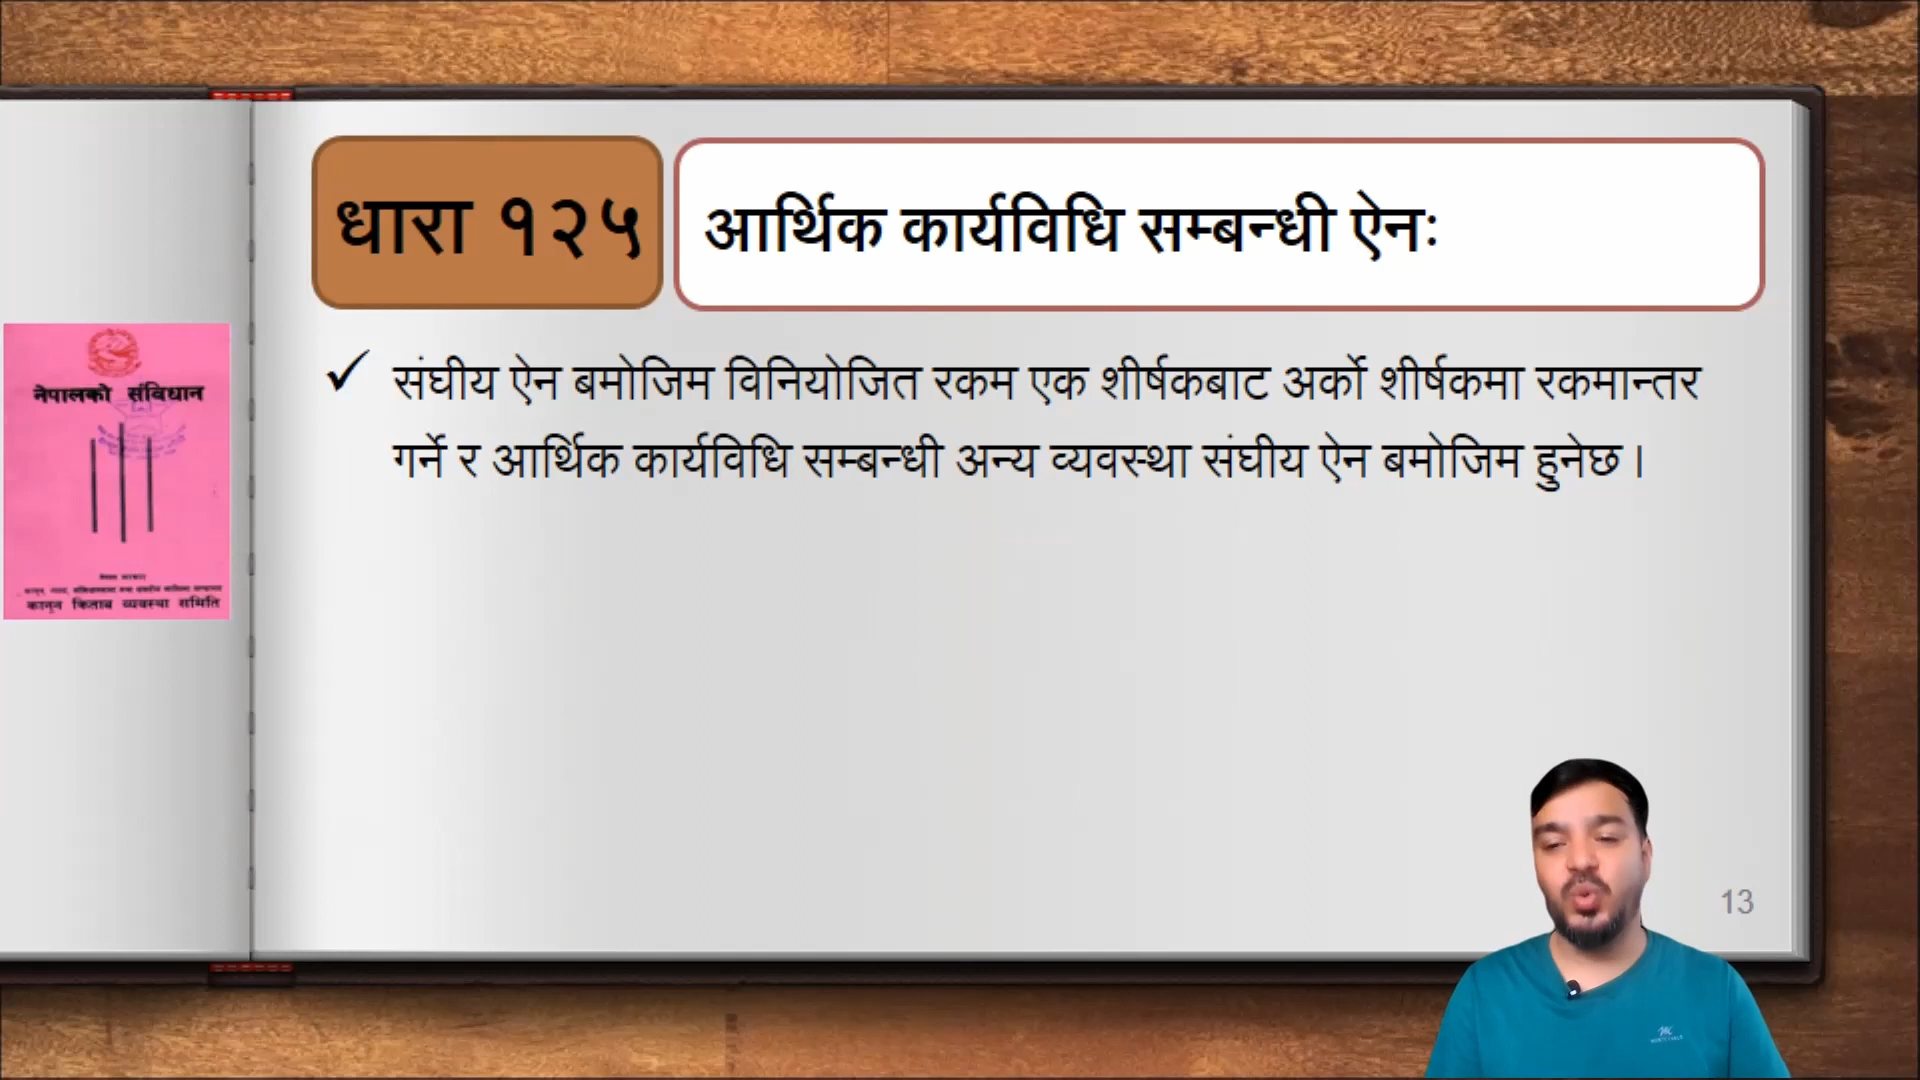 धारा १२५
आर्थिक कार्यविधि सम्बन्धी ऐनः
✓ संघीय ऐन बमोजिम विनियोजित रकम एक शीर्षकबाट अर्को शीर्षकमा रकमान्तर
गर्ने र आर्थिक कार्यविधि सम्बन्धी अन्य व्यवस्था संघीय ऐन बमोजिम हुनेछ ।
नेपालको संविधान
कानून किताब व्यवस्था समिति
13